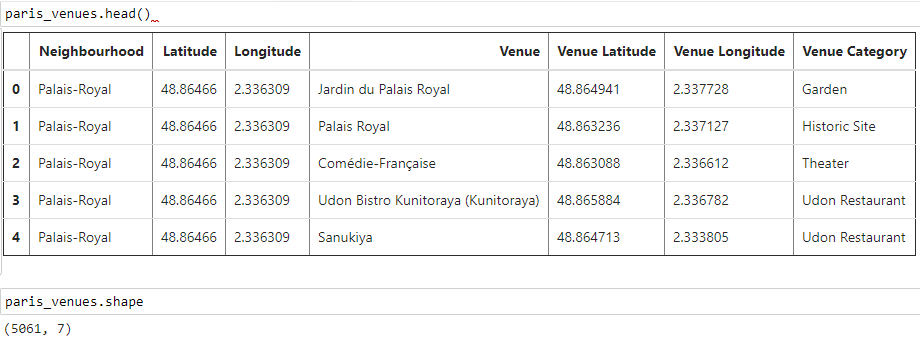 paris_venues.head()
Neighbourhood Latitude Longitude Venue Venue Latitude Venue Longitude Venue Category
0 Palais-Royal 48.86466 2.336309 Jardin du Palais Royal 48.864941 2.337728 Garden
1 Palais-Royal 48.86466 2.336309 Palais Royal 48.863236 2.337127 Historic Site
2 Palais-Royal 48.86466 2.336309 Comédie-Française 48.863088 2.336612 Theater
3 Palais-Royal 48.86466 2.336309 Udon Bistro Kunitoraya (Kunitoraya) 48.865884 2.336782 Udon Restaurant
4 Palais-Royal 48.86466 2.336309 Sanukiya 48.864713 2.333805 Udon Restaurant
paris_venues.shape
(5061, 7)